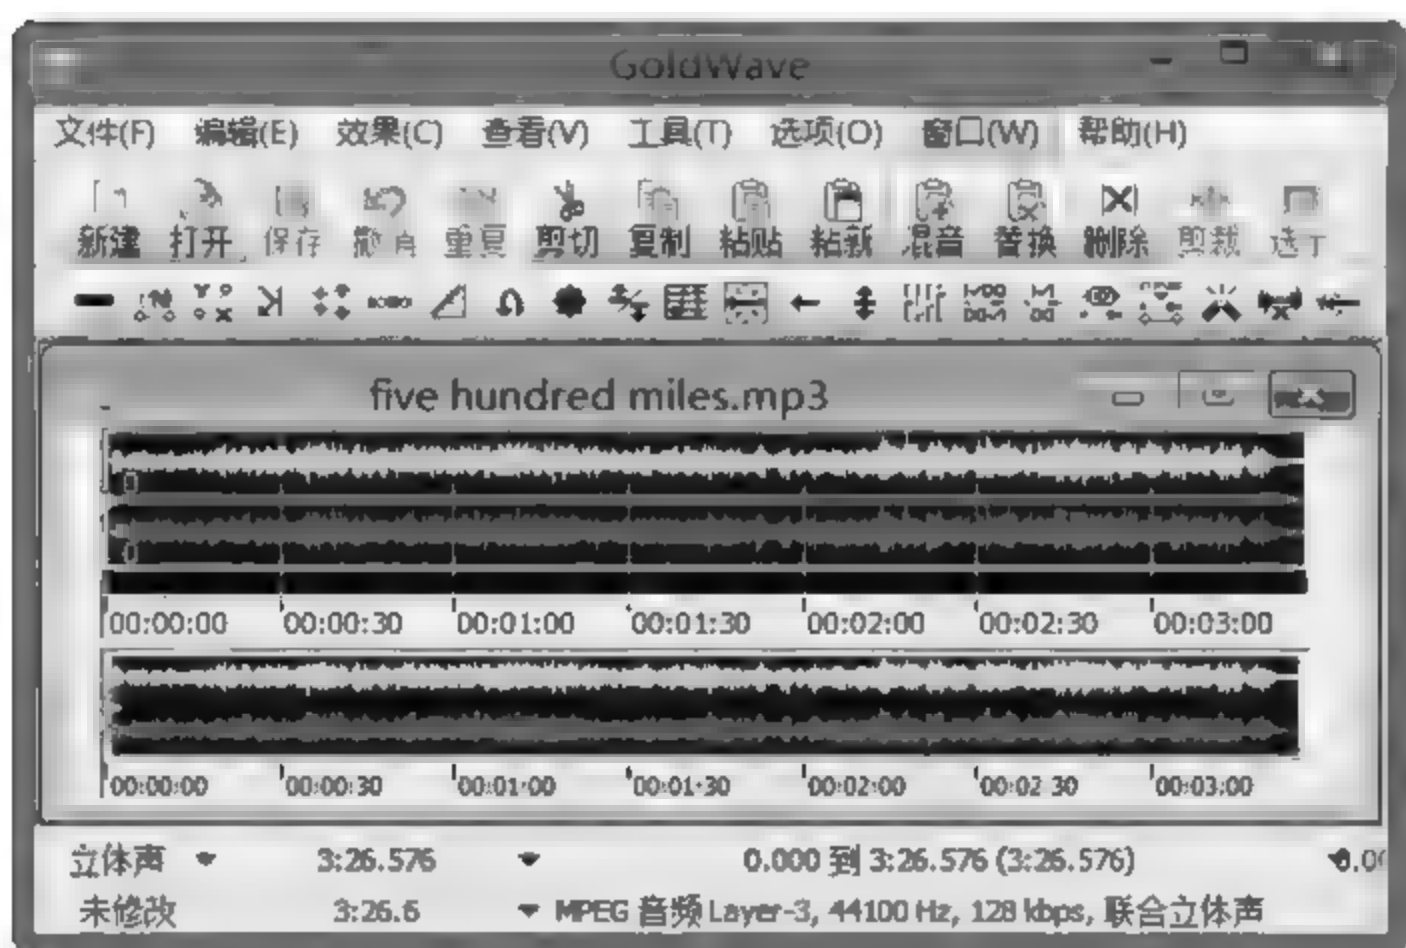 GoldWave
文件(F) 编辑(E) 效果(C) 查看(V) 工具(T) 选项(O) 窗口(W) 帮助(H)
新建 打开 保存 撤消 重复 剪切 复制 粘贴 粘新 混音 替换 删除 剪裁
five hundred miles.mp3
00:00:00 00:00:30 00:01:00 00:01:30 00:02:00 00:02:30 00:03:00
00:00:00 00:00:30 00:01:00 00:01:30 00:02:00 00:02:30 00:03:00
立体声 3:26.576 0.000 到 3:26.576 (3:26.576)
未修改 3:26.6 MPEG 音频 Layer-3, 44100 Hz, 128 kbps, 联合立体声